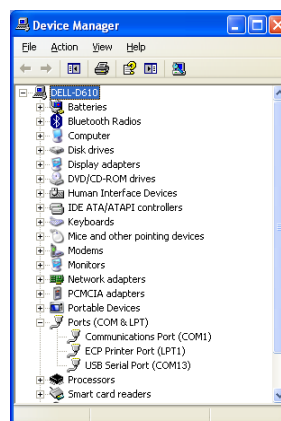 Device Manager
File Action View Help
DELL-D610
Batteries
Bluetooth Radios
Computer
Disk drives
Display adapters
DVD/CD-ROM drives
Human Interface Devices
IDE ATA/ATAPI controllers
Keyboards
Mice and other pointing devices
Modems
Monitors
Network adapters
PCMCIA adapters
Portable Devices
Ports (COM & LPT)
Communications Port (COM1)
ECP Printer Port (LPT1)
USB Serial Port (COM13)
Processors
Smart card readers